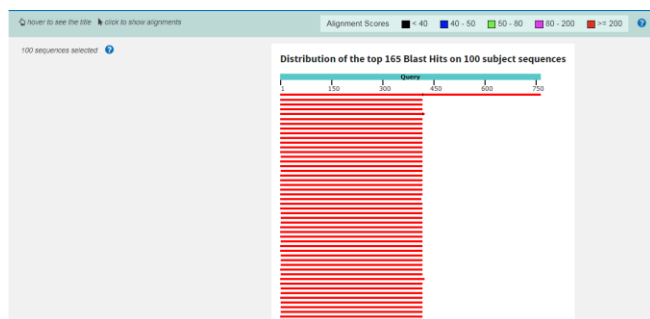 hover to see the title click to show alignments
Alignment Scores < 40 40 - 50 50 - 80 80 - 200 >= 200 ?
100 sequences selected ?
Distribution of the top 165 Blast Hits on 100 subject sequences
Query
1 150 300 450 600 750